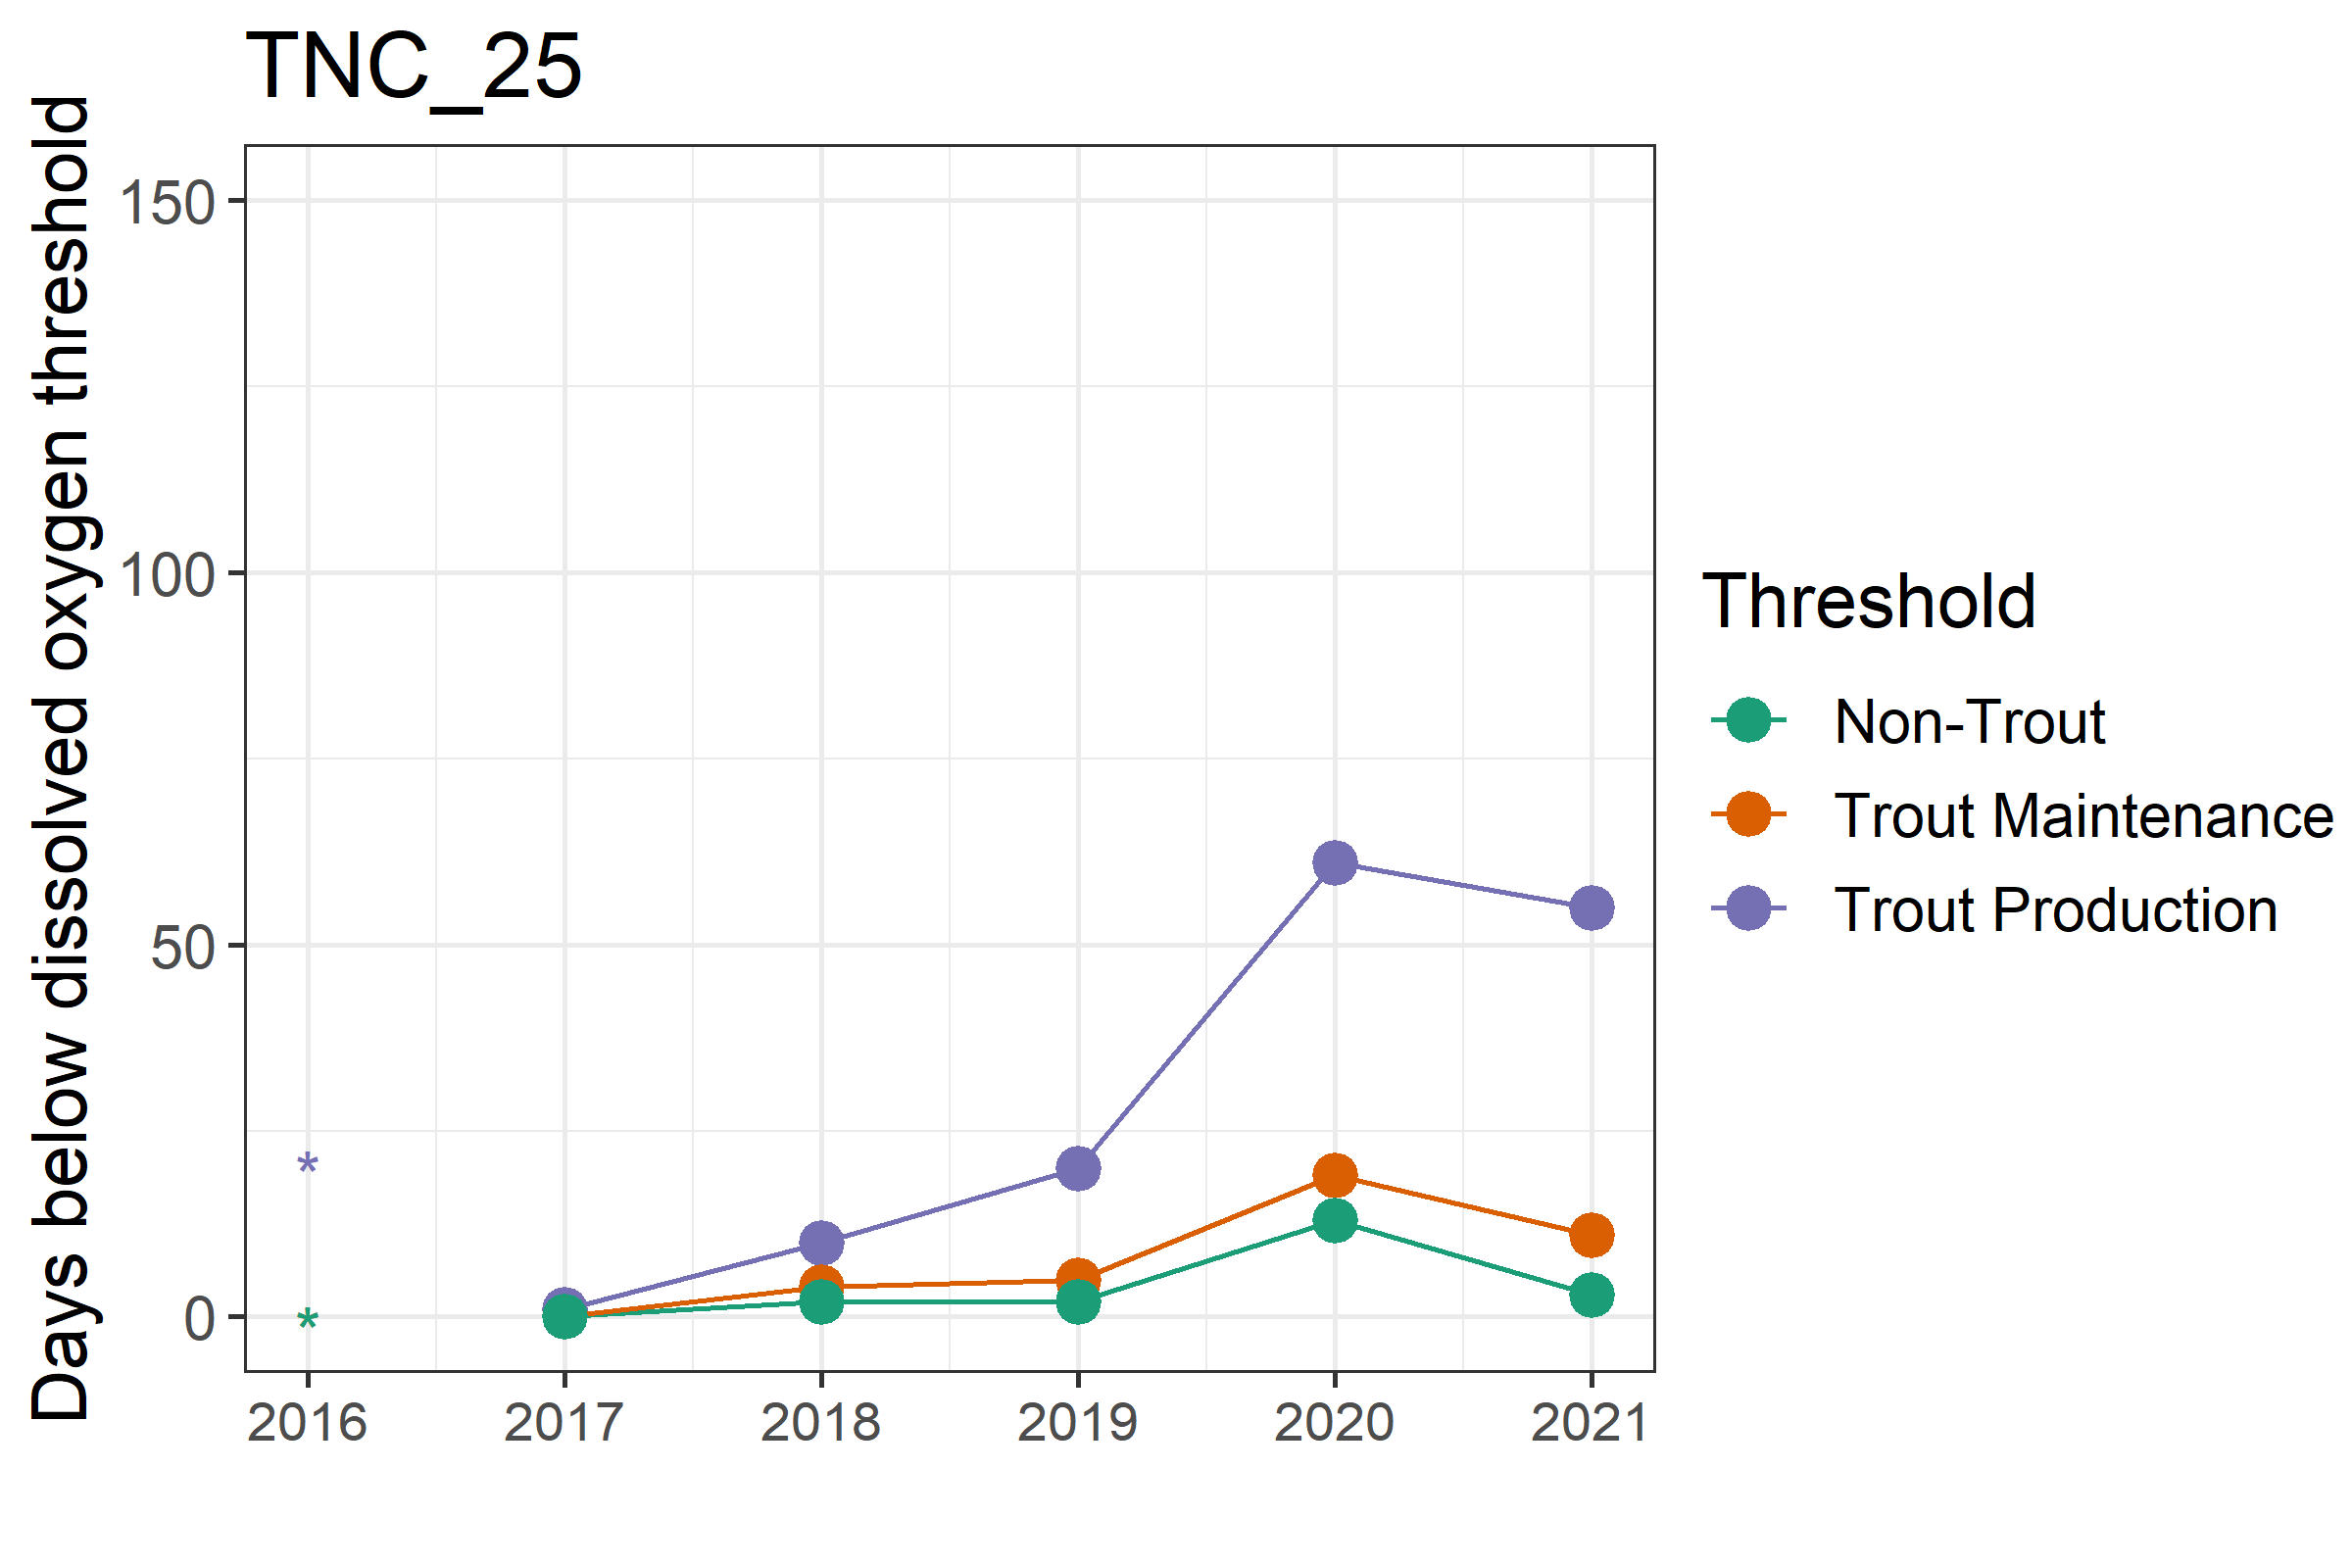 TNC_25
Days below dissolved oxygen threshold
150
100
50
0
*
*
2016 2017 2018 2019 2020 2021
Threshold
Non-Trout
Trout Maintenance
Trout Production